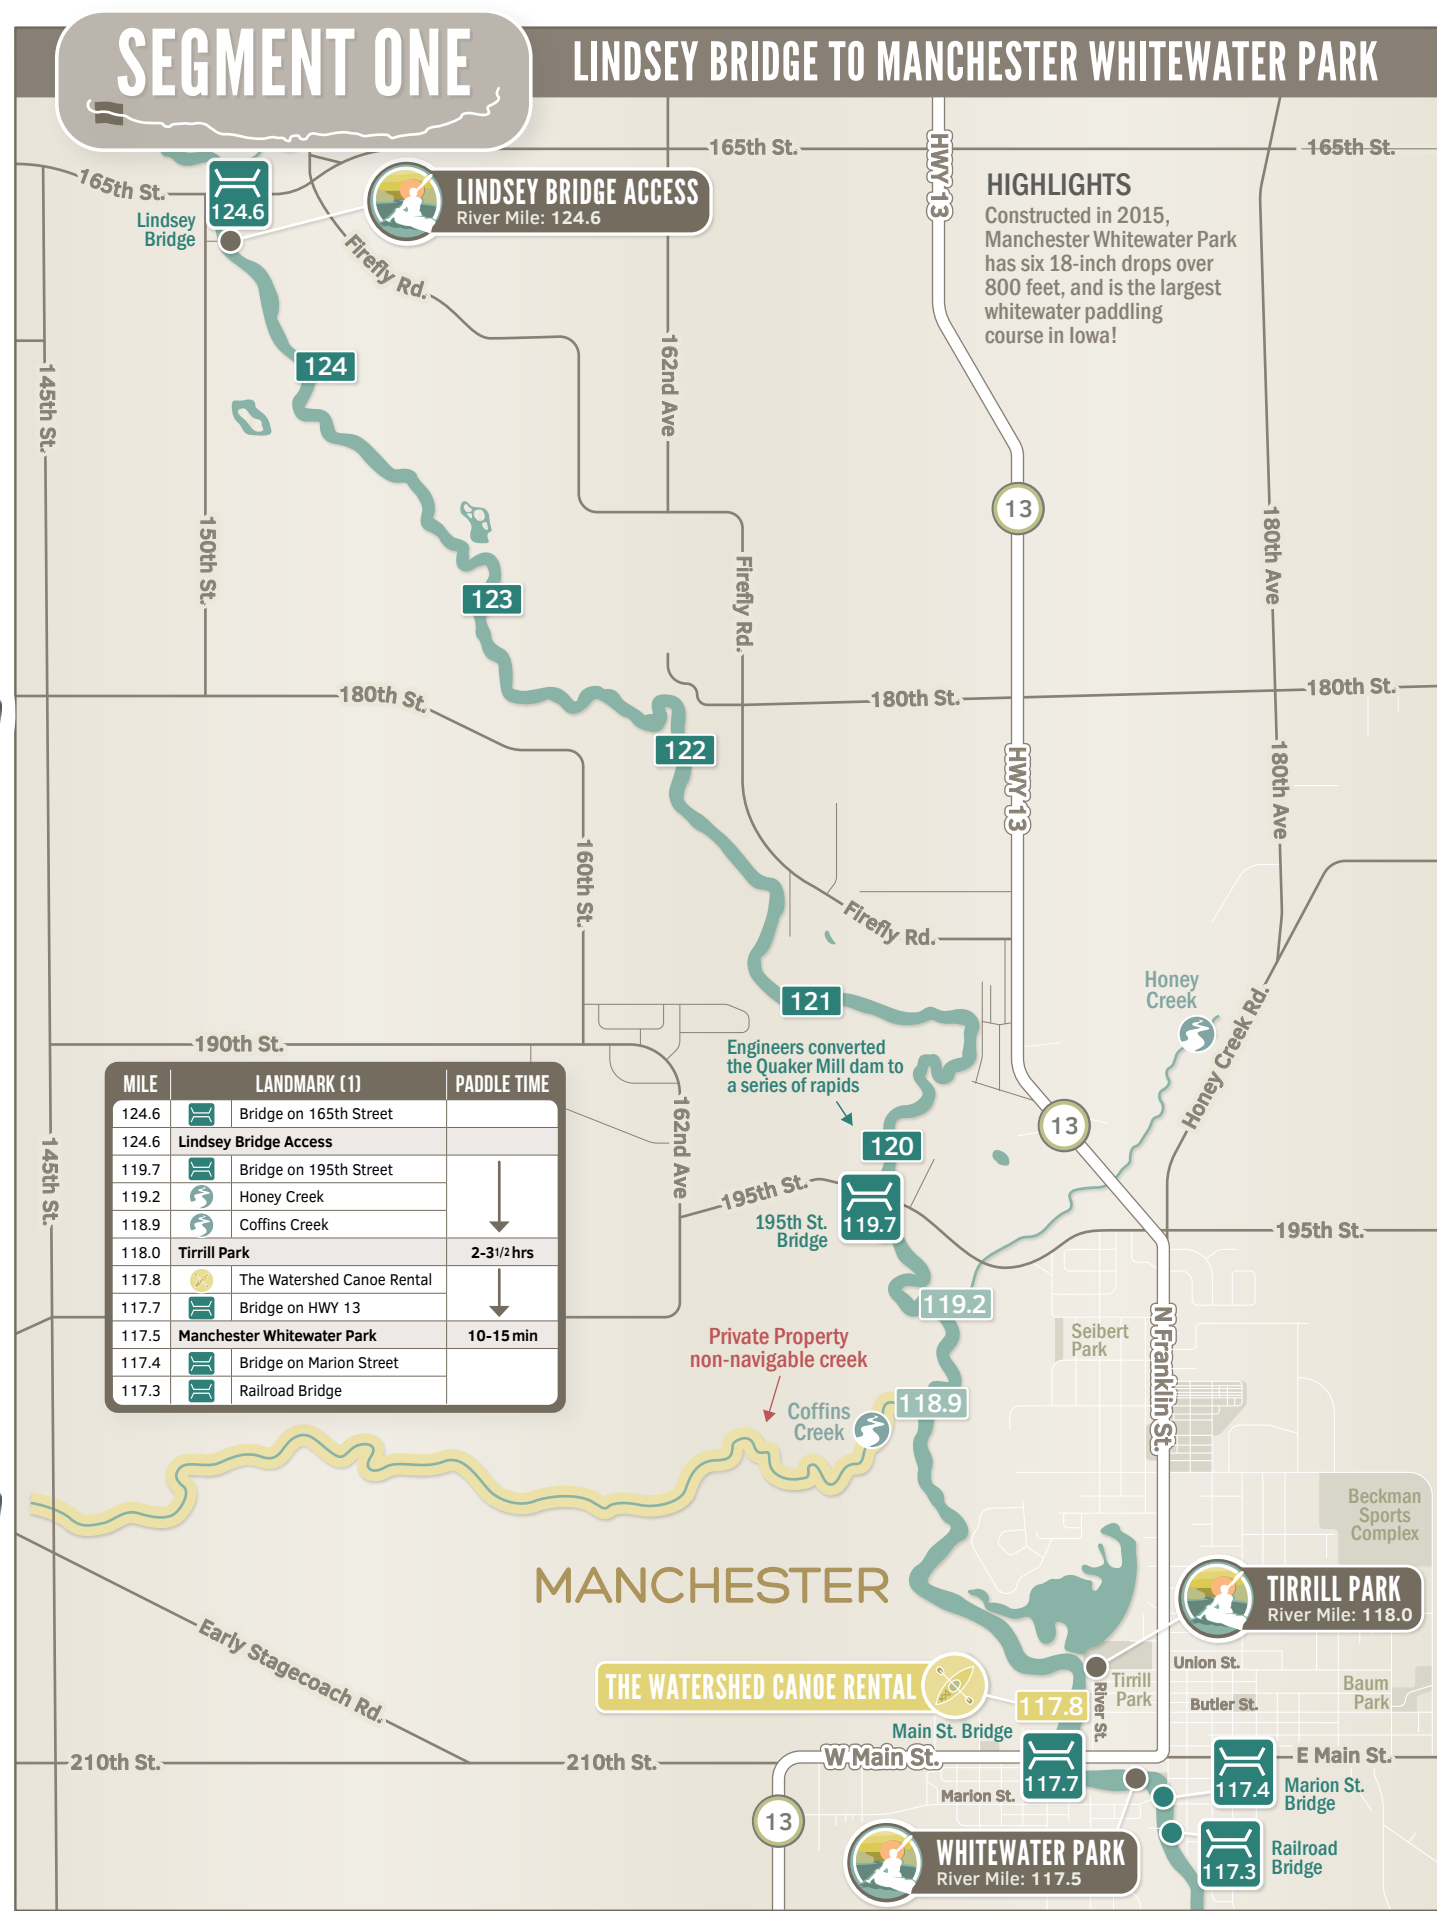 SEGMENT ONE
LINDSEY BRIDGE TO MANCHESTER WHITEWATER PARK
165th St.
165th St.
165th St.
HWY 13
124.6
Lindsey
Bridge
LINDSEY BRIDGE ACCESS
River Mile: 124.6
HIGHLIGHTS
Constructed in 2015,
Manchester Whitewater Park
has six 18-inch drops over
800 feet, and is the largest
whitewater paddling
course in Iowa!
Firefly Rd.
124
145th St.
162nd Ave
13
150th St.
180th Ave
Firefly Rd.
123
180th St.
180th St.
180th St.
122
HWY 13
180th Ave
160th St.
Firefly Rd.
121
Honey
Creek
Honey Creek Rd.
190th St.
Engineers converted
the Quaker Mill dam to
a series of rapids
MILE LANDMARK (1) PADDLE TIME
124.6 Bridge on 165th Street
124.6 Lindsey Bridge Access
119.7 Bridge on 195th Street
119.2 Honey Creek
118.9 Coffins Creek
118.0 Tirrill Park 2-3 1/2 hrs
117.8 The Watershed Canoe Rental
117.7 Bridge on HWY 13
117.5 Manchester Whitewater Park 10-15 min
117.4 Bridge on Marion Street
117.3 Railroad Bridge
145th St.
162nd Ave
120
13
195th St.
195th St.
Bridge
119.7
195th St.
119.2
Seibert
Park
N Franklin St.
Private Property
non-navigable creek
118.9
Coffins
Creek
Beckman
Sports
Complex
MANCHESTER
TIRRILL PARK
River Mile: 118.0
Early Stagecoach Rd.
Union St.
THE WATERSHED CANOE RENTAL
117.8
River St.
Tirrill
Park
Butler St.
Baum
Park
Main St. Bridge
210th St.
210th St.
W Main St.
117.7
E Main St.
117.4
Marion St.
Bridge
Marion St.
13
WHITEWATER PARK
River Mile: 117.5
117.3
Railroad
Bridge